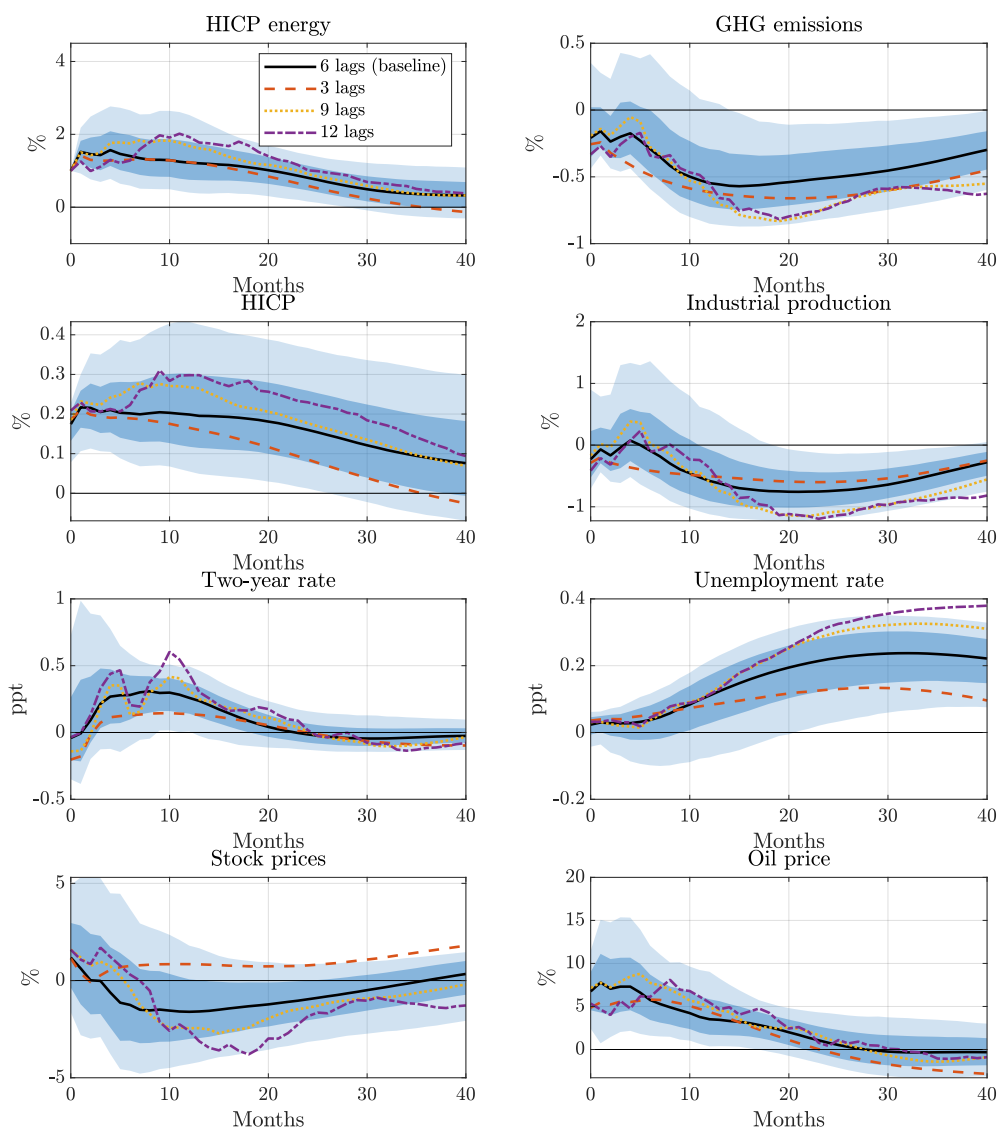 HICP energy
4
2
0
%
0 10 20 30 40
Months
6 lags (baseline)
3 lags
9 lags
12 lags
GHG emissions
0.5
0
-0.5
-1
%
0 10 20 30 40
Months
HICP
0.4
0.3
0.2
0.1
0
%
0 10 20 30 40
Months
Industrial production
2
1
0
-1
%
0 10 20 30 40
Months
Two-year rate
1
0.5
0
-0.5
ppt
0 10 20 30 40
Months
Unemployment rate
0.4
0.2
0
-0.2
ppt
0 10 20 30 40
Months
Stock prices
5
0
-5
%
0 10 20 30 40
Months
Oil price
20
15
10
5
0
%
0 10 20 30 40
Months